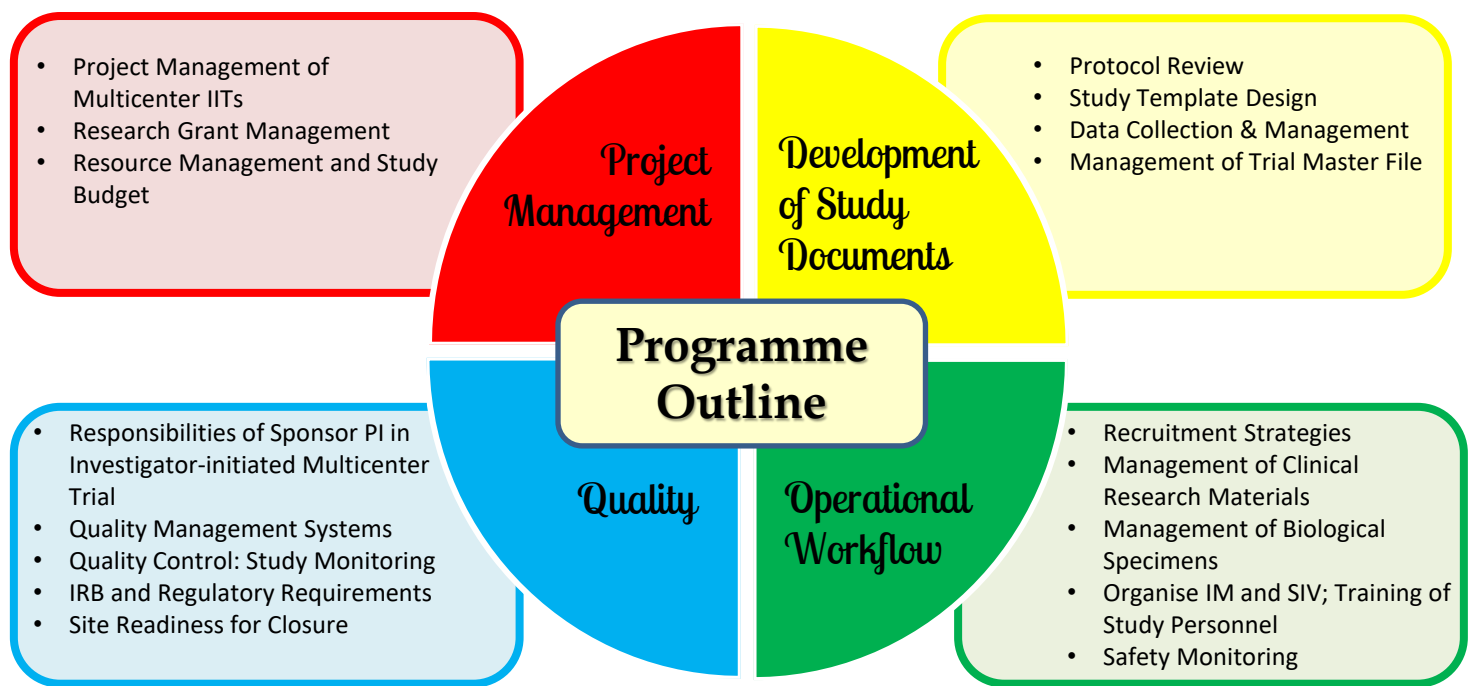 • Project Management of
Multicenter IITs
• Research Grant Management
• Resource Management and Study
Budget
Project
Management
Development
of Study
Documents
• Protocol Review
• Study Template Design
• Data Collection & Management
• Management of Trial Master File
Programme
Outline
• Responsibilities of Sponsor PI in
Investigator-initiated Multicenter
Trial
• Quality Management Systems
• Quality Control: Study Monitoring
• IRB and Regulatory Requirements
• Site Readiness for Closure
Quality
Operational
Workflow
• Recruitment Strategies
• Management of Clinical
Research Materials
• Management of Biological
Specimens
• Organise IM and SIV; Training of
Study Personnel
• Safety Monitoring